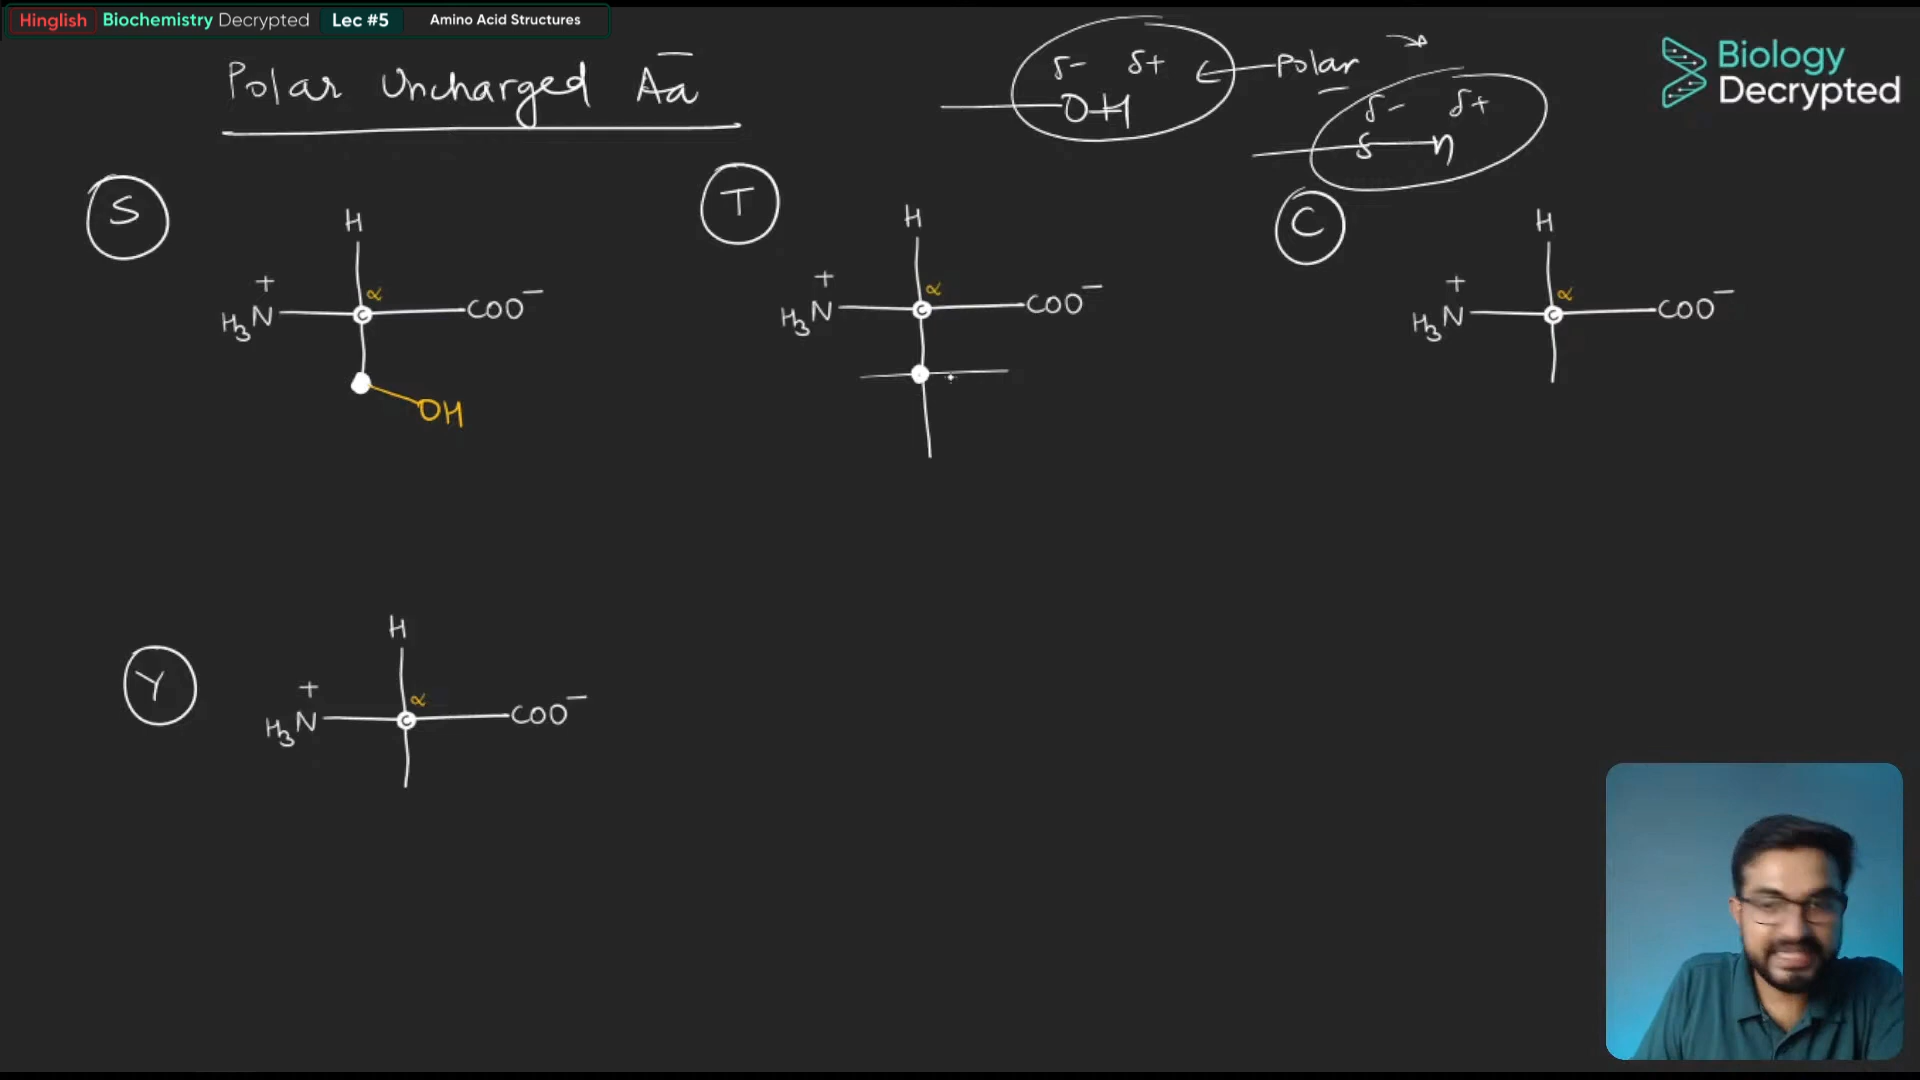 Hinglish Biochemistry Decrypted Lec #5 Amino Acid Structures
Biology
Decrypted
Polar Uncharged Aa
δ- δ+ Polar
OH
δ- δ+
S
S T C
H H H
+ α + α + α
H3N C COO- H3N C COO- H3N C COO-
OH
H
Y
+ α
H3N C COO-